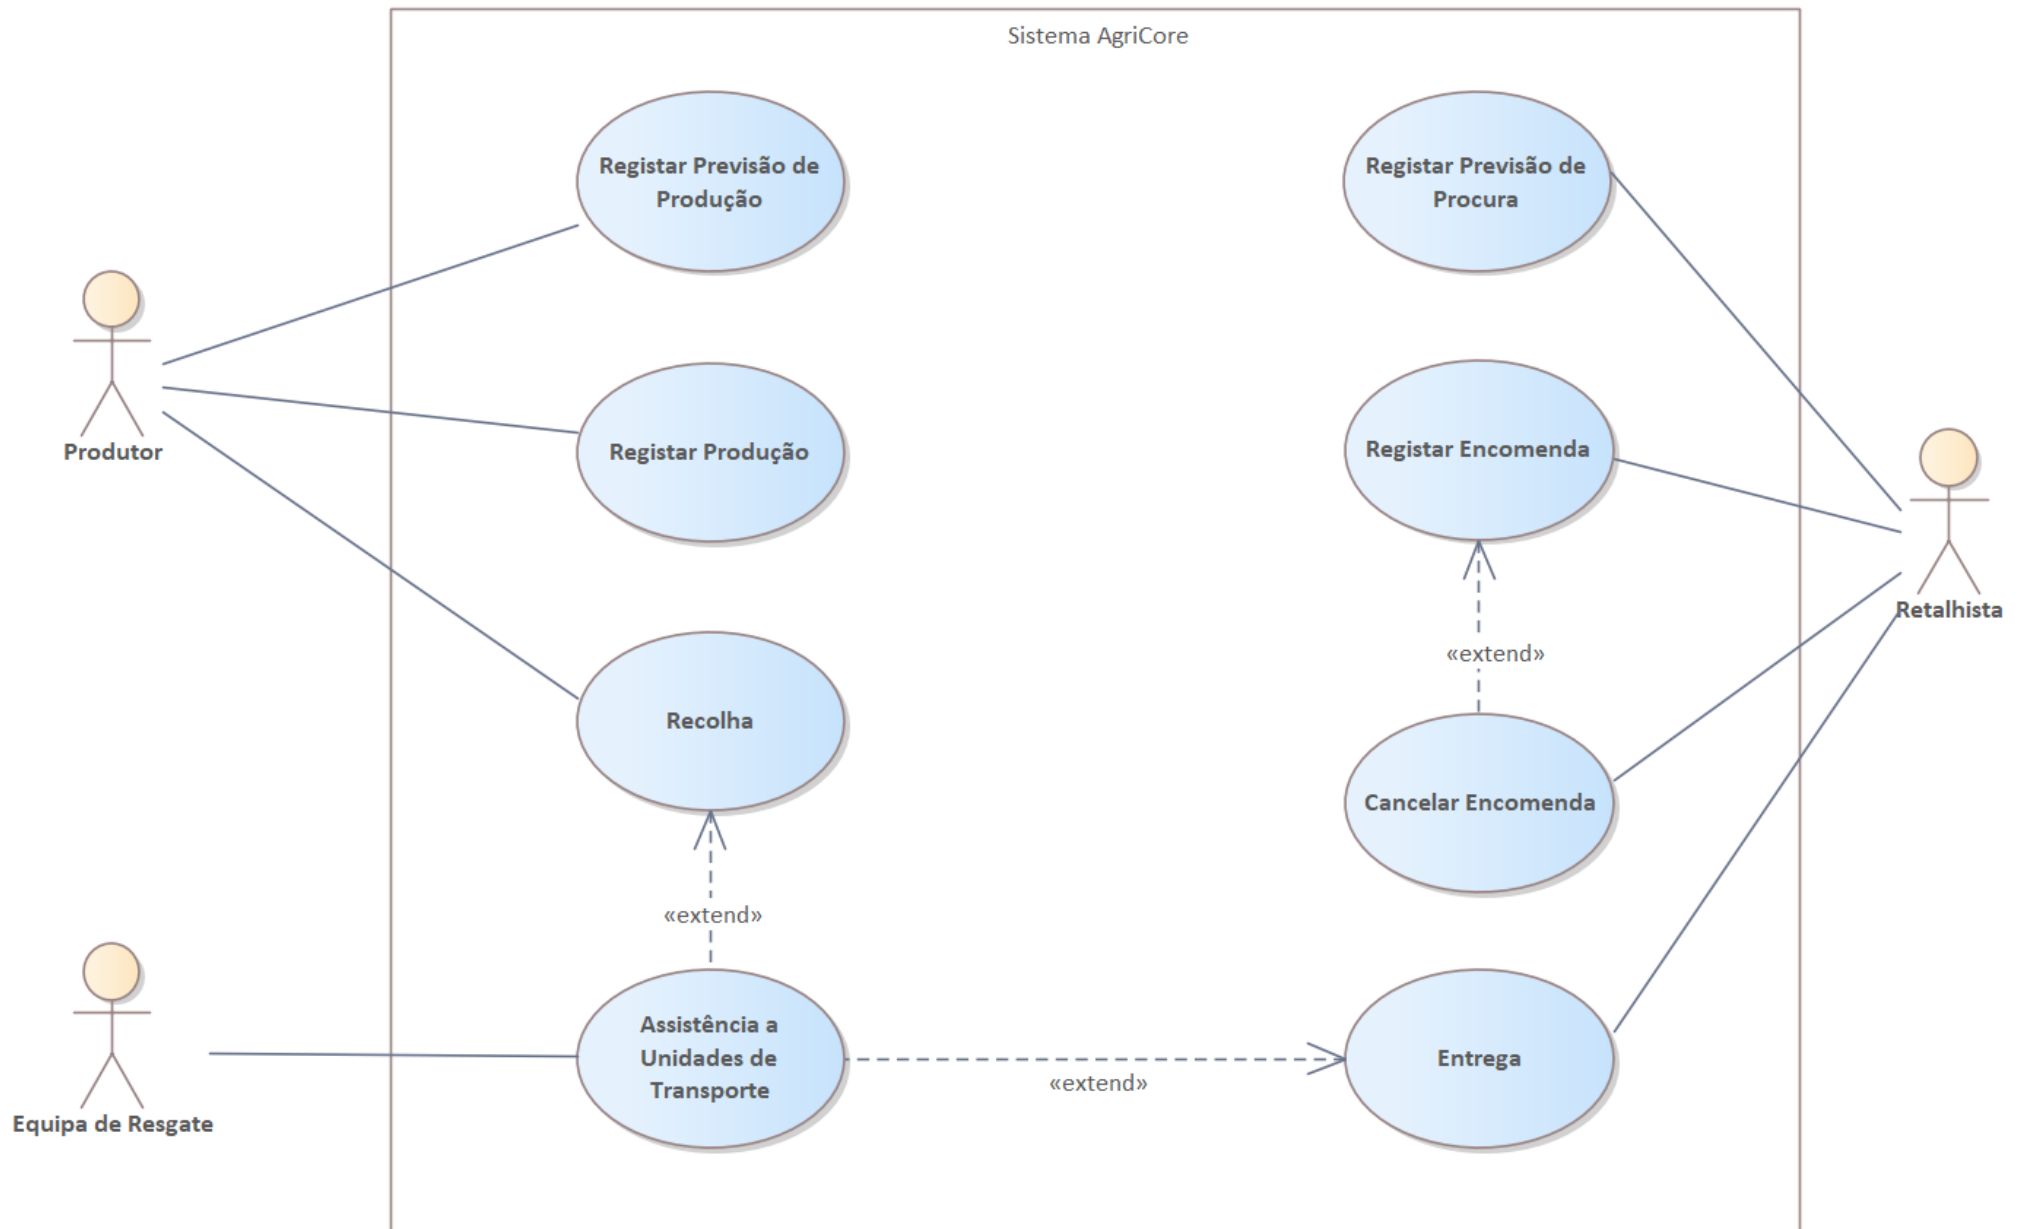 Sistema AgriCore
Registar Previsão de
Produção
Registar Previsão de
Procura
Produtor
Registar Produção
Registar Encomenda
Retalhista
«extend»
Recolha
Cancelar Encomenda
«extend»
Assistência a
Unidades de
Transporte
«extend»
Entrega
Equipa de Resgate